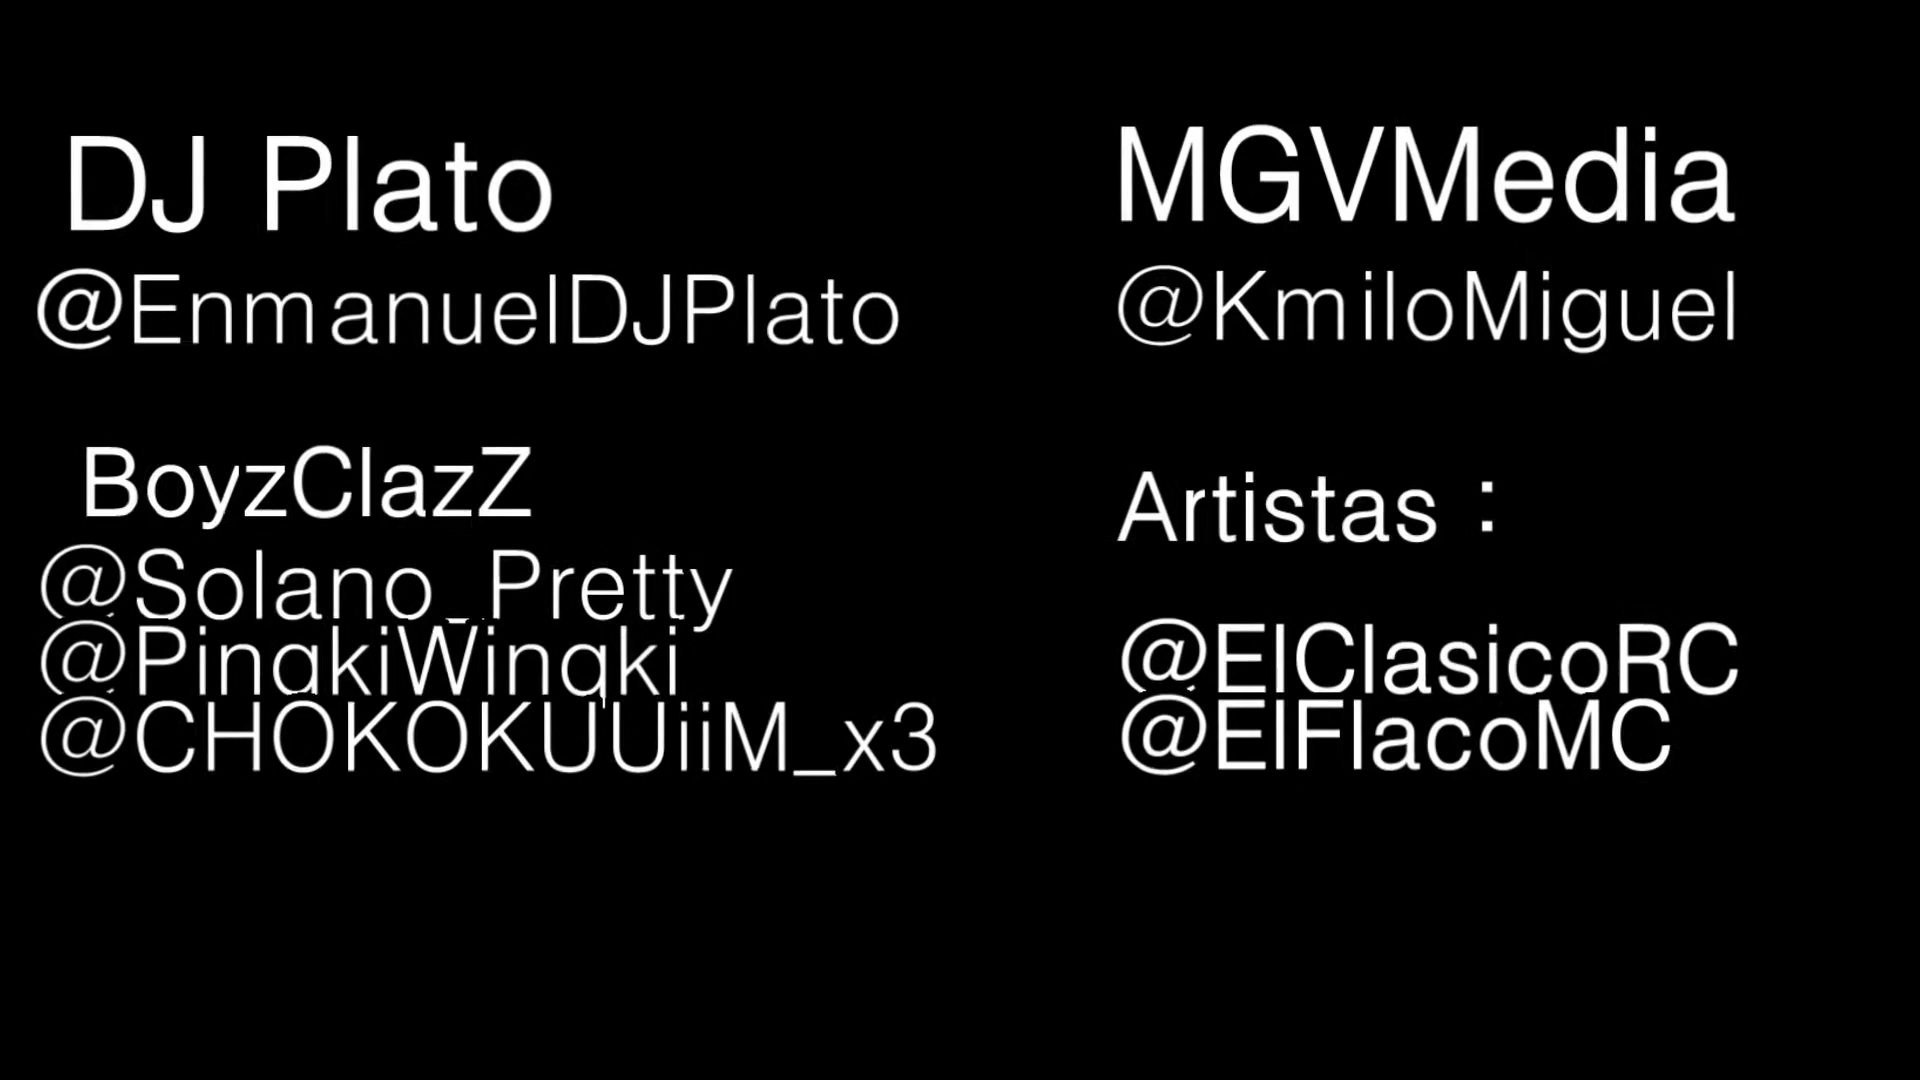 DJ Plato
@EnmanuelDJPlato
BoyzClazZ
@Solano_Pretty
@PingkiWingki
@CHOKOKUUiiM_x3
MGVMedia
@KmiloMiguel
Artistas :
@ElClasicoRC
@ElFlacoMC